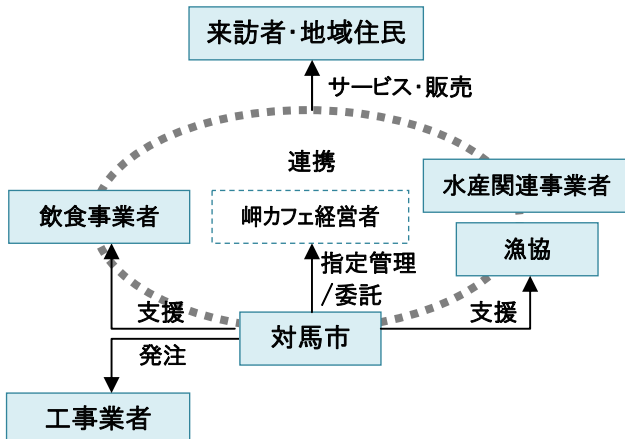 来訪者・地域住民
サービス・販売
連携
水産関連事業者
飲食事業者
岬カフェ経営者
漁協
指定管理
/委託
支援
支援
対馬市
発注
工事業者